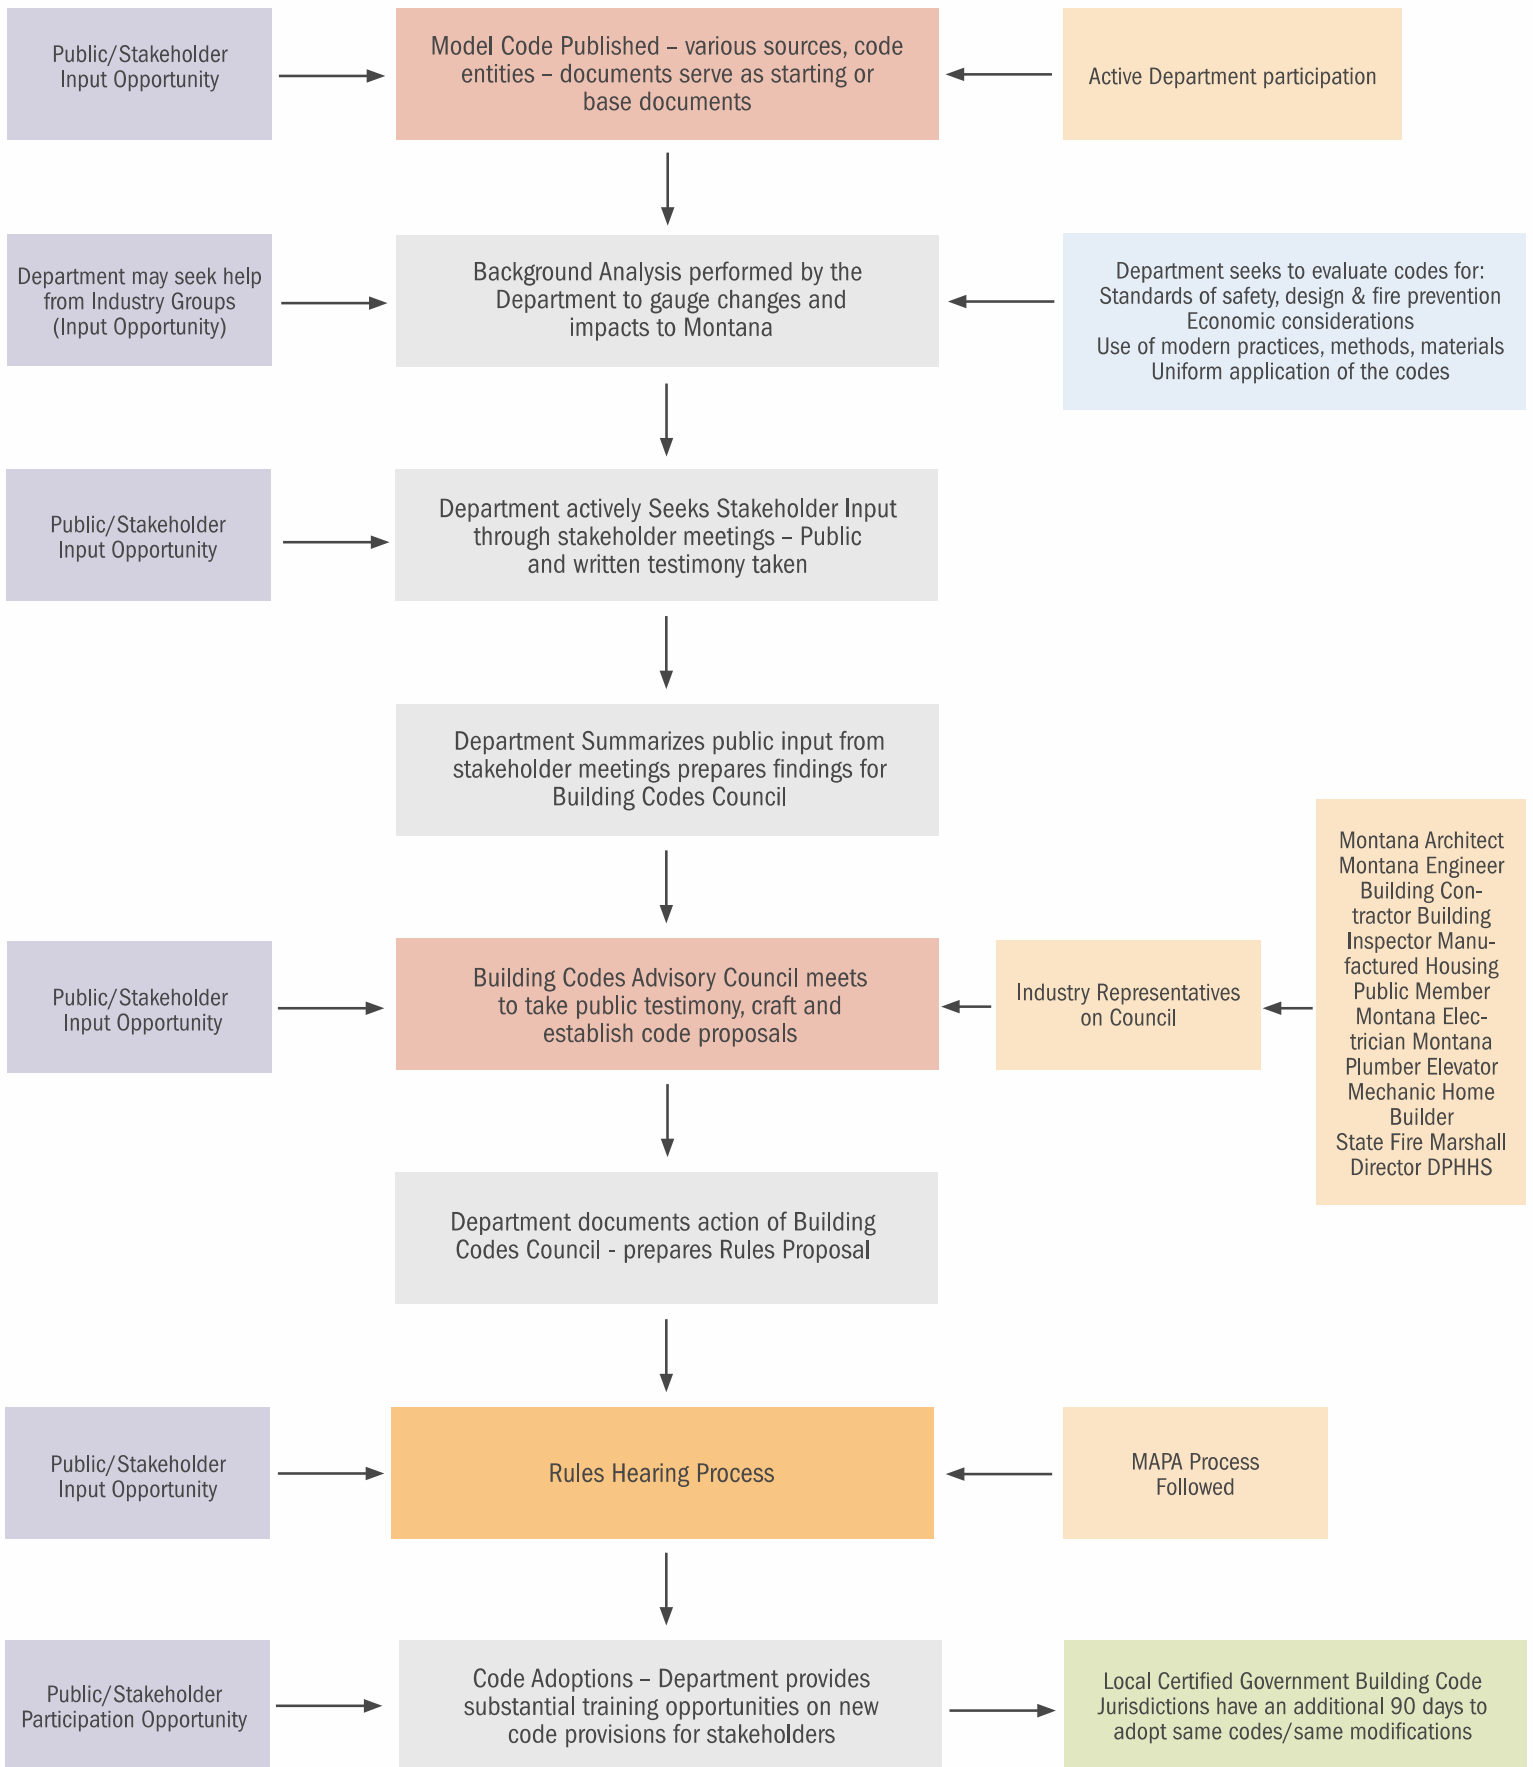 Public/Stakeholder
Input Opportunity
Model Code Published – various sources, code
entities – documents serve as starting or
base documents
Active Department participation
Department may seek help
from Industry Groups
(Input Opportunity)
Background Analysis performed by the
Department to gauge changes and
impacts to Montana
Department seeks to evaluate codes for:
Standards of safety, design & fire prevention
Economic considerations
Use of modern practices, methods, materials
Uniform application of the codes
Public/Stakeholder
Input Opportunity
Department actively Seeks Stakeholder Input
through stakeholder meetings – Public
and written testimony taken
Department Summarizes public input from
stakeholder meetings prepares findings for
Building Codes Council
Public/Stakeholder
Input Opportunity
Building Codes Advisory Council meets
to take public testimony, craft and
establish code proposals
Industry Representatives
on Council
Montana Architect
Montana Engineer
Building Con-
tractor Building
Inspector Manu-
factured Housing
Public Member
Montana Elec-
trician Montana
Plumber Elevator
Mechanic Home
Builder
State Fire Marshall
Director DPHHS
Department documents action of Building
Codes Council - prepares Rules Proposal
Public/Stakeholder
Input Opportunity
Rules Hearing Process
MAPA Process
Followed
Public/Stakeholder
Participation Opportunity
Code Adoptions – Department provides
substantial training opportunities on new
code provisions for stakeholders
Local Certified Government Building Code
Jurisdictions have an additional 90 days to
adopt same codes/same modifications